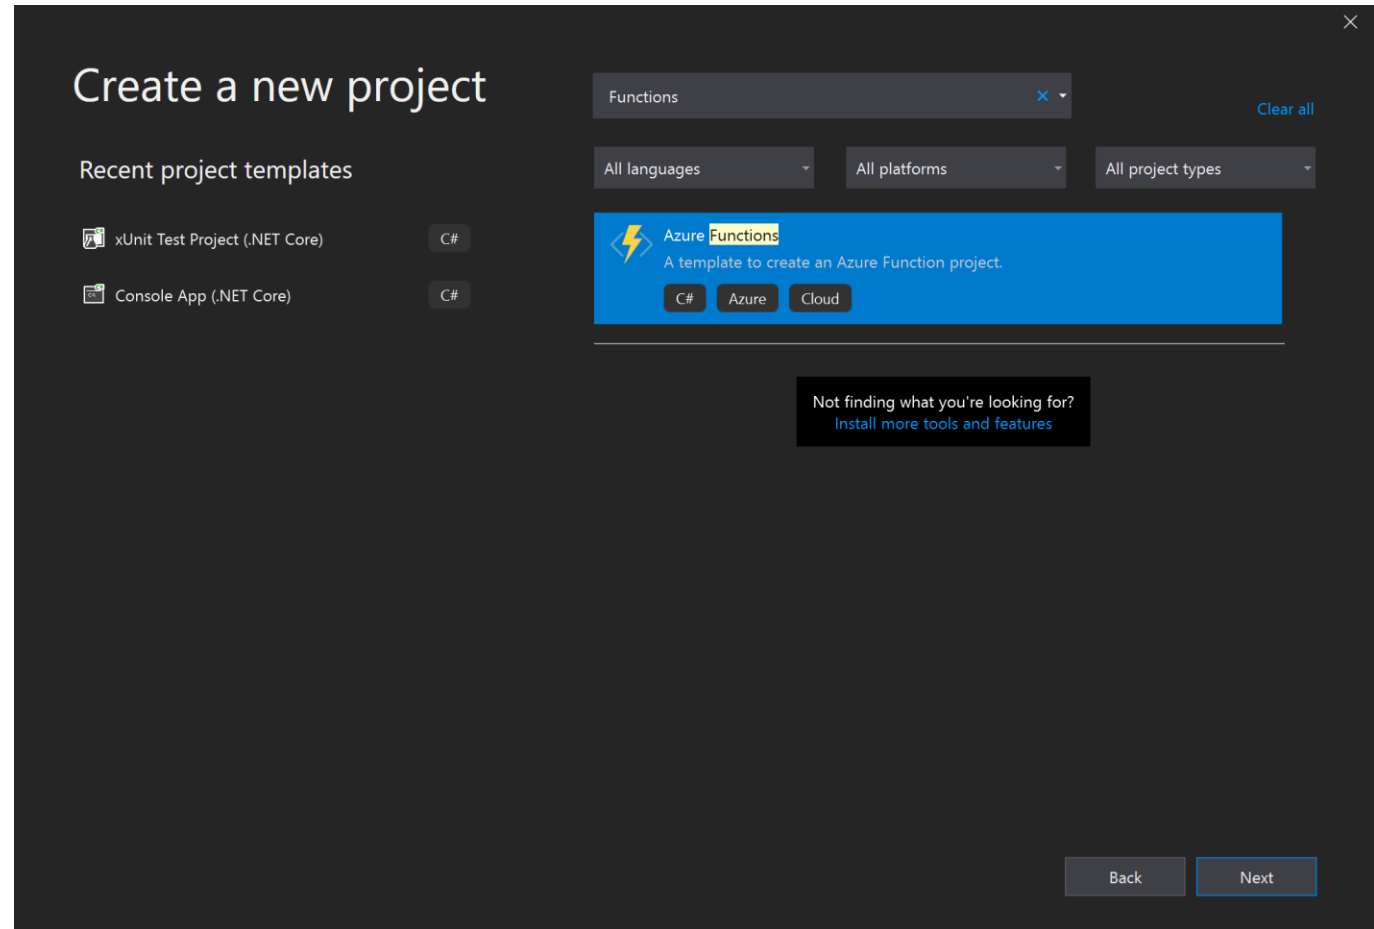 Create a new project
Functions
Clear all
Recent project templates
All languages
All platforms
All project types
xUnit Test Project (.NET Core)
C#
Console App (.NET Core)
C#
Azure Functions
A template to create an Azure Function project.
C#
Azure
Cloud
Not finding what you're looking for?
Install more tools and features
Back
Next